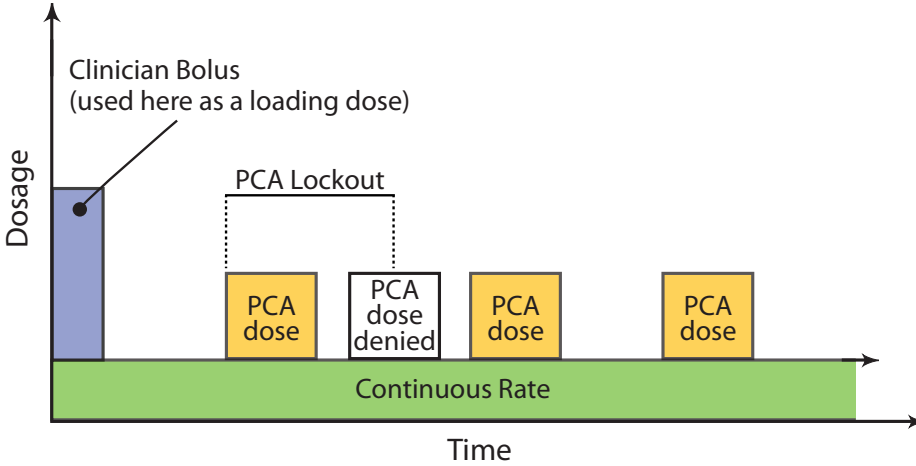 Clinician Bolus
(used here as a loading dose)
Dosage
PCA Lockout
PCA
dose
PCA
dose
denied
PCA
dose
PCA
dose
Continuous Rate
Time